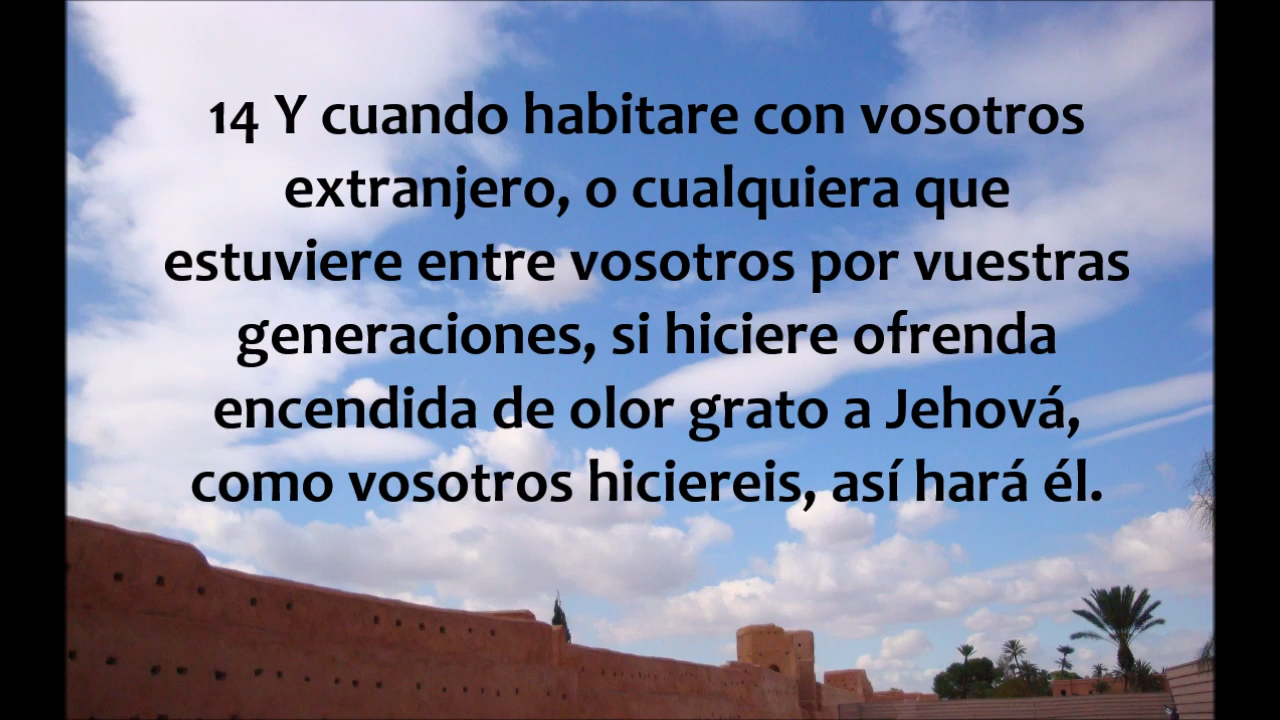 14 Y cuando habitare con vosotros
extranjero, o cualquiera que
estuviere entre vosotros por vuestras
generaciones, si hiciere ofrenda
encendida de olor grato a Jehová,
como vosotros hiciereis, así hará él.